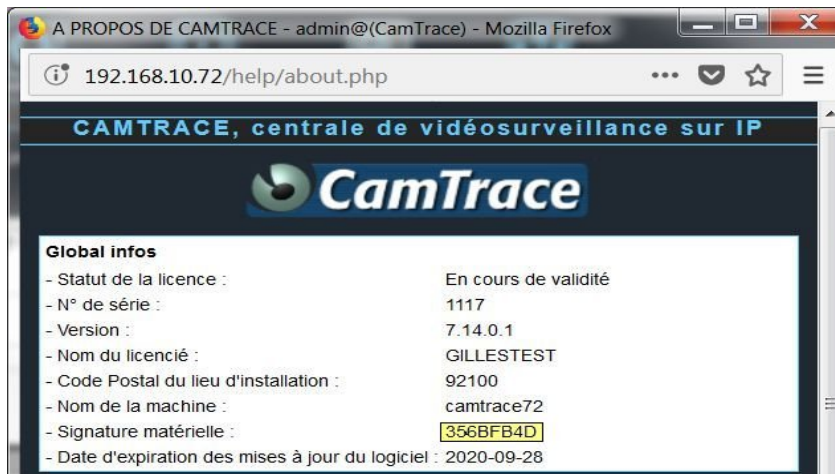 A PROPOS DE CAMTRACE - admin@(CamTrace) - Mozilla Firefox
192.168.10.72/help/about.php
CAMTRACE, centrale de vidéosurveillance sur IP
CamTrace
Global infos
- Statut de la licence : En cours de validité
- N° de série : 1117
- Version : 7.14.0.1
- Nom du licencié : GILLESTEST
- Code Postal du lieu d'installation : 92100
- Nom de la machine : camtrace72
- Signature matérielle : 356BFB4D
- Date d'expiration des mises à jour du logiciel : 2020-09-28